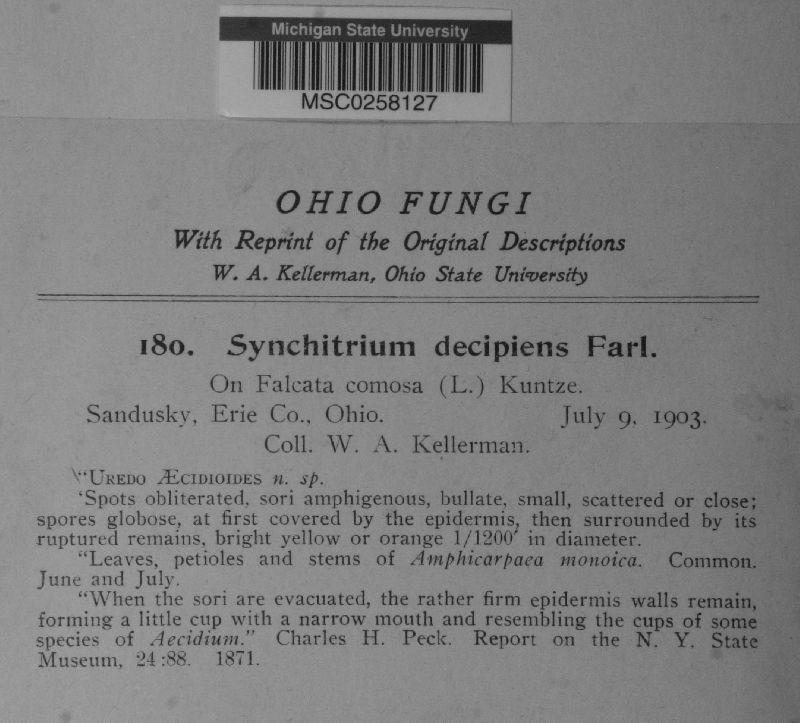 Michigan State University
MSC0258127
OHIO FUNGI
With Reprint of the Original Descriptions
W. A. Kellerman, Ohio State University
180. Synchitrium decipiens Farl.
On Falcata comosa (L.) Kuntze.
Sandusky, Erie Co., Ohio. July 9, 1903.
Coll. W. A. Kellerman.
"UREDO ÆCIDIOIDES n. sp.
'Spots obliterated, sori amphigenous, bullate, small, scattered or close;
spores globose, at first covered by the epidermis, then surrounded by its
ruptured remains, bright yellow or orange 1/1200′ in diameter.
"Leaves, petioles and stems of Amphicarpaea monoica. Common.
June and July.
"When the sori are evacuated, the rather firm epidermis walls remain,
forming a little cup with a narrow mouth and resembling the cups of some
species of Aecidium." Charles H. Peck. Report on the N. Y. State
Museum, 24:88. 1871.